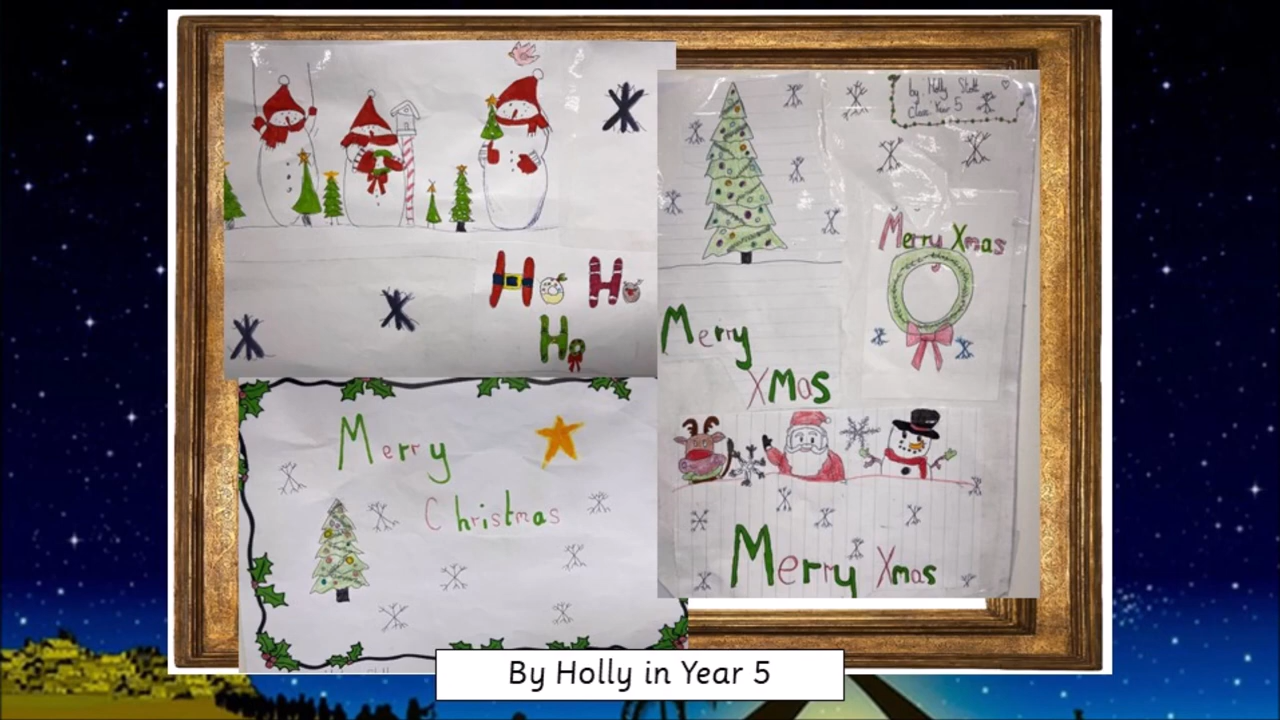 Ho Ho
Ho
by Holly Stott
Class Year 5
Merry Xmas
Merry
XMas
Merry
Christmas
Merry Xmas
By Holly in Year 5